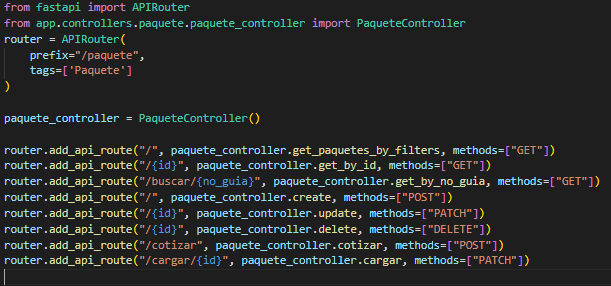 from fastapi import APIRouter
from app.controllers.paquete.paquete_controller import PaqueteController
router = APIRouter(
    prefix="/paquete",
    tags=['Paquete']
)

paquete_controller = PaqueteController()

router.add_api_route("/", paquete_controller.get_paquetes_by_filters, methods=["GET"])
router.add_api_route("/{id}", paquete_controller.get_by_id, methods=["GET"])
router.add_api_route("/buscar/{no_guia}", paquete_controller.get_by_no_guia, methods=["GET"])
router.add_api_route("/", paquete_controller.create, methods=["POST"])
router.add_api_route("/{id}", paquete_controller.update, methods=["PATCH"])
router.add_api_route("/{id}", paquete_controller.delete, methods=["DELETE"])
router.add_api_route("/cotizar", paquete_controller.cotizar, methods=["POST"])
router.add_api_route("/cargar/{id}", paquete_controller.cargar, methods=["PATCH"])